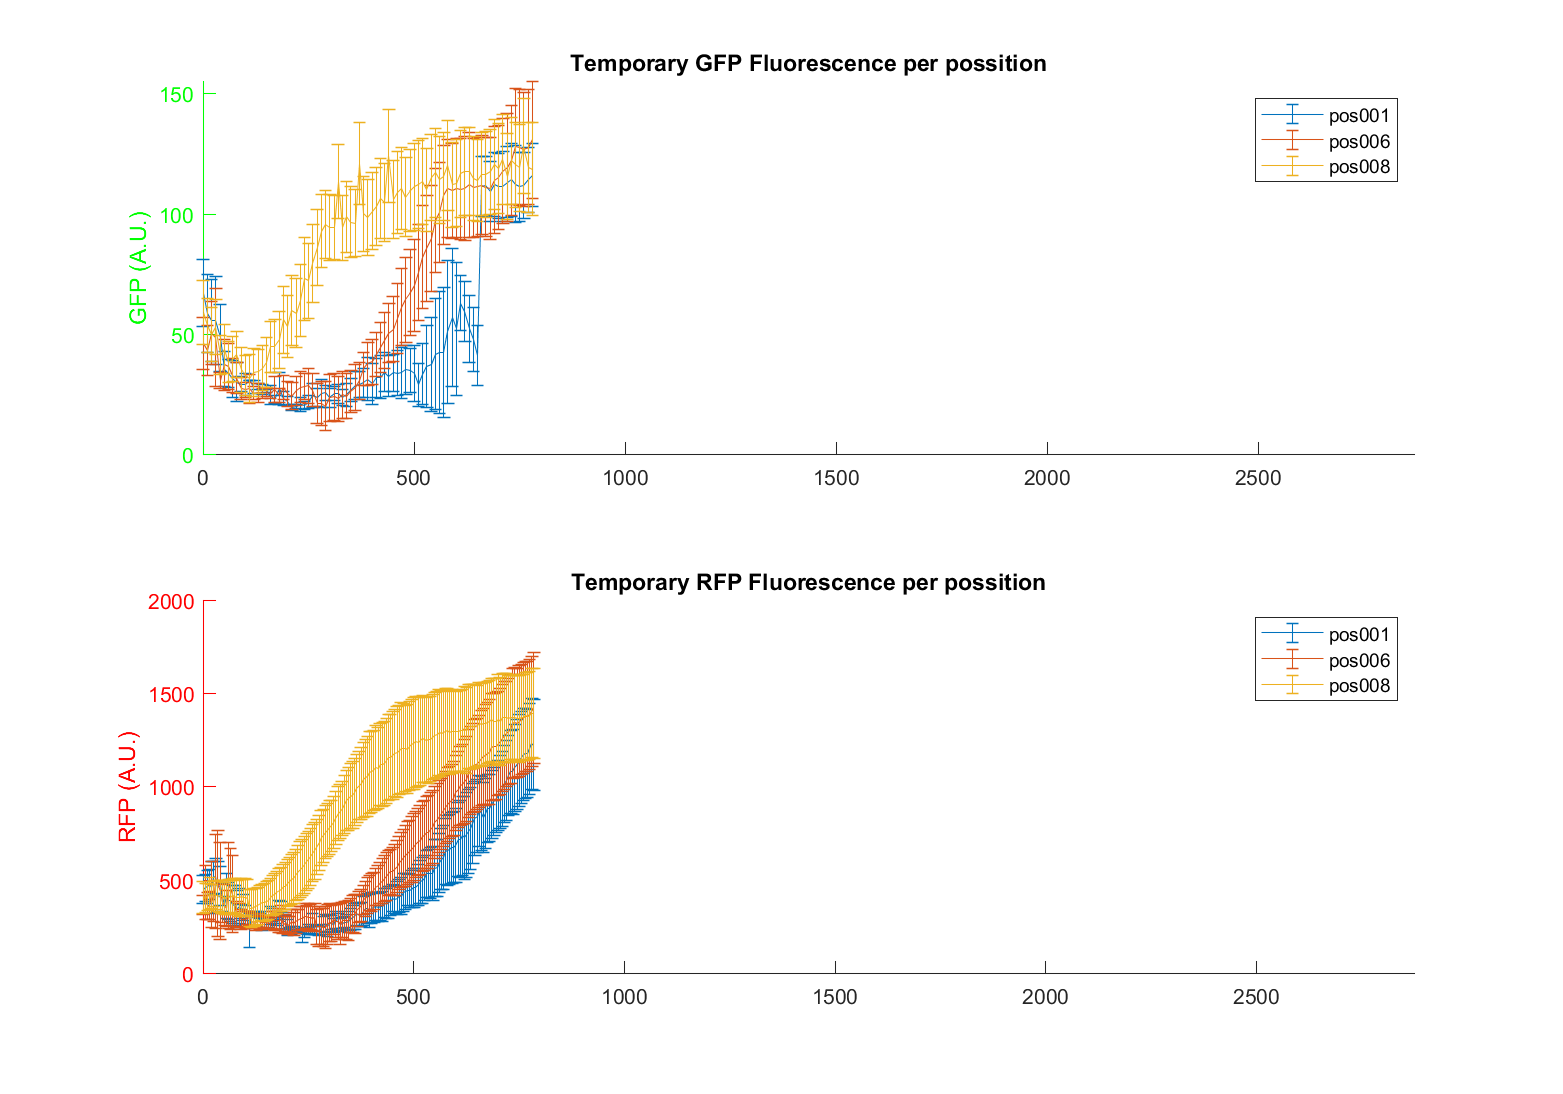 Temporary GFP Fluorescence per possition
150
100
50
0
GFP (A.U.)
pos001
pos006
pos008
0 500 1000 1500 2000 2500
Temporary RFP Fluorescence per possition
2000
1500
1000
500
0
RFP (A.U.)
pos001
pos006
pos008
0 500 1000 1500 2000 2500